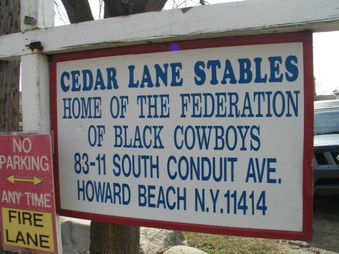 CEDAR LANE STABLES
HOME OF THE FEDERATION
OF BLACK COWBOYS
83-11 SOUTH CONDUIT AVE.
HOWARD BEACH N.Y.11414
NO
PARKING
ANY TIME
FIRE
LANE